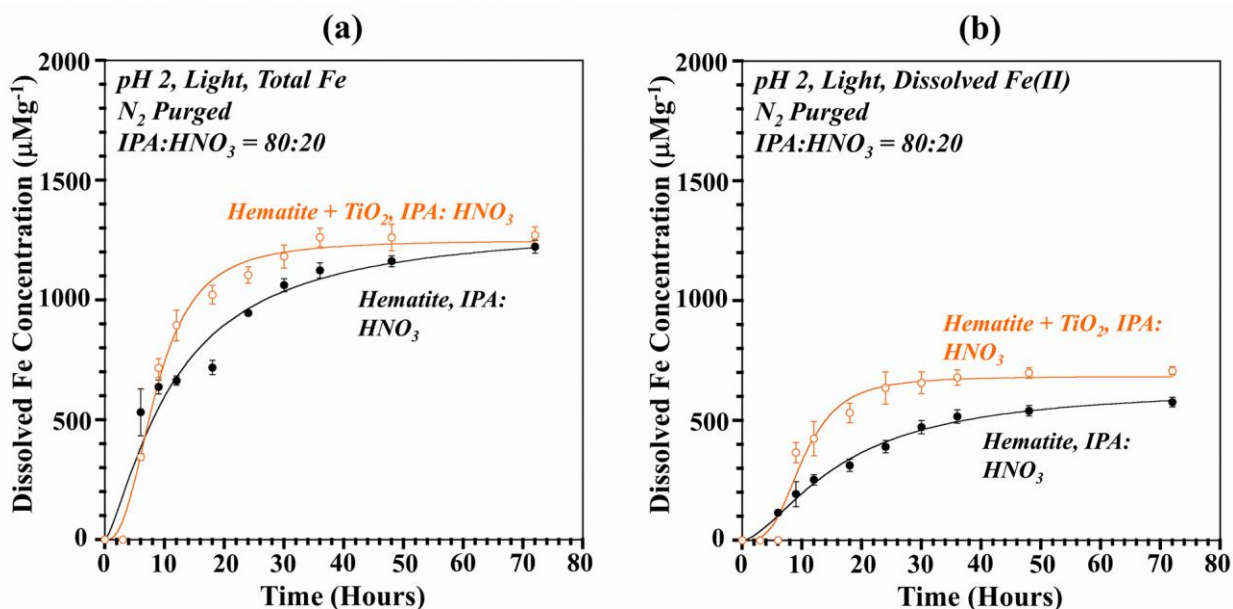 (a)
pH 2, Light, Total Fe
N₂ Purged
IPA:HNO₃ = 80:20
Hematite + TiO₂, IPA: HNO₃
Hematite, IPA:
HNO₃
Dissolved Fe Concentration (μMg⁻¹)
2000
1500
1000
500
0
0 10 20 30 40 50 60 70 80
Time (Hours)
(b)
pH 2, Light, Dissolved Fe(II)
N₂ Purged
IPA:HNO₃ = 80:20
Hematite + TiO₂, IPA:
HNO₃
Hematite, IPA:
HNO₃
Dissolved Fe Concentration (μMg⁻¹)
2000
1500
1000
500
0
0 10 20 30 40 50 60 70 80
Time (Hours)